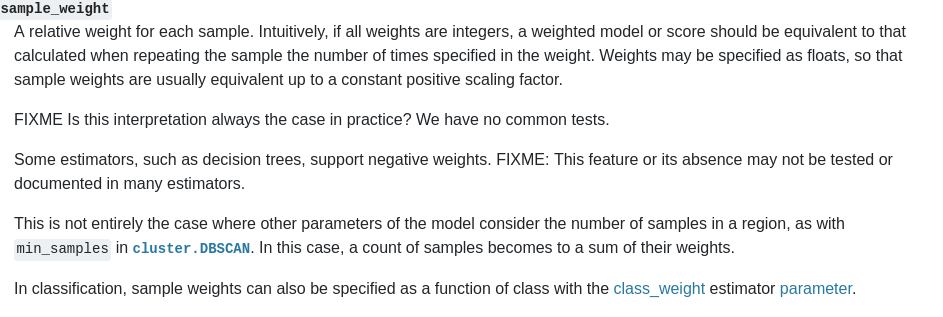 sample_weight
A relative weight for each sample. Intuitively, if all weights are integers, a weighted model or score should be equivalent to that
calculated when repeating the sample the number of times specified in the weight. Weights may be specified as floats, so that
sample weights are usually equivalent up to a constant positive scaling factor.
FIXME Is this interpretation always the case in practice? We have no common tests.
Some estimators, such as decision trees, support negative weights. FIXME: This feature or its absence may not be tested or
documented in many estimators.
This is not entirely the case where other parameters of the model consider the number of samples in a region, as with
min_samples in cluster.DBSCAN. In this case, a count of samples becomes to a sum of their weights.
In classification, sample weights can also be specified as a function of class with the class_weight estimator parameter.